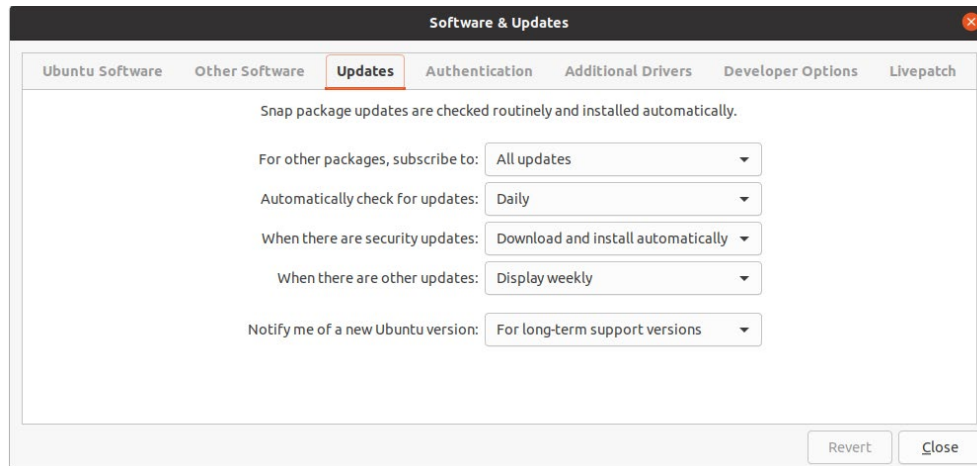 Software & Updates
Ubuntu Software Other Software Updates Authentication Additional Drivers Developer Options Livepatch
Snap package updates are checked routinely and installed automatically.
For other packages, subscribe to: All updates
Automatically check for updates: Daily
When there are security updates: Download and install automatically
When there are other updates: Display weekly
Notify me of a new Ubuntu version: For long-term support versions
Revert Close